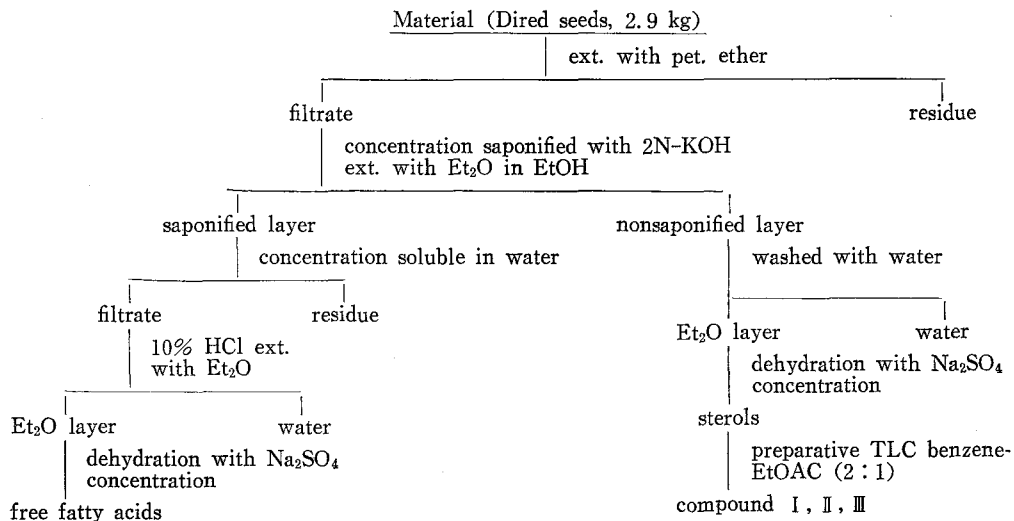 Material (Dired seeds, 2.9 kg)
ext. with pet. ether
filtrate
residue
concentration saponified with 2N-KOH
ext. with Et₂O in EtOH
saponified layer
nonsaponified layer
concentration soluble in water
washed with water
filtrate
residue
Et₂O layer
water
10% HCl ext.
with Et₂O
dehydration with Na₂SO₄
concentration
Et₂O layer
water
sterols
dehydration with Na₂SO₄
concentration
preparative TLC benzene-
EtOAC (2 : 1)
free fatty acids
compound Ⅰ, Ⅱ, Ⅲ